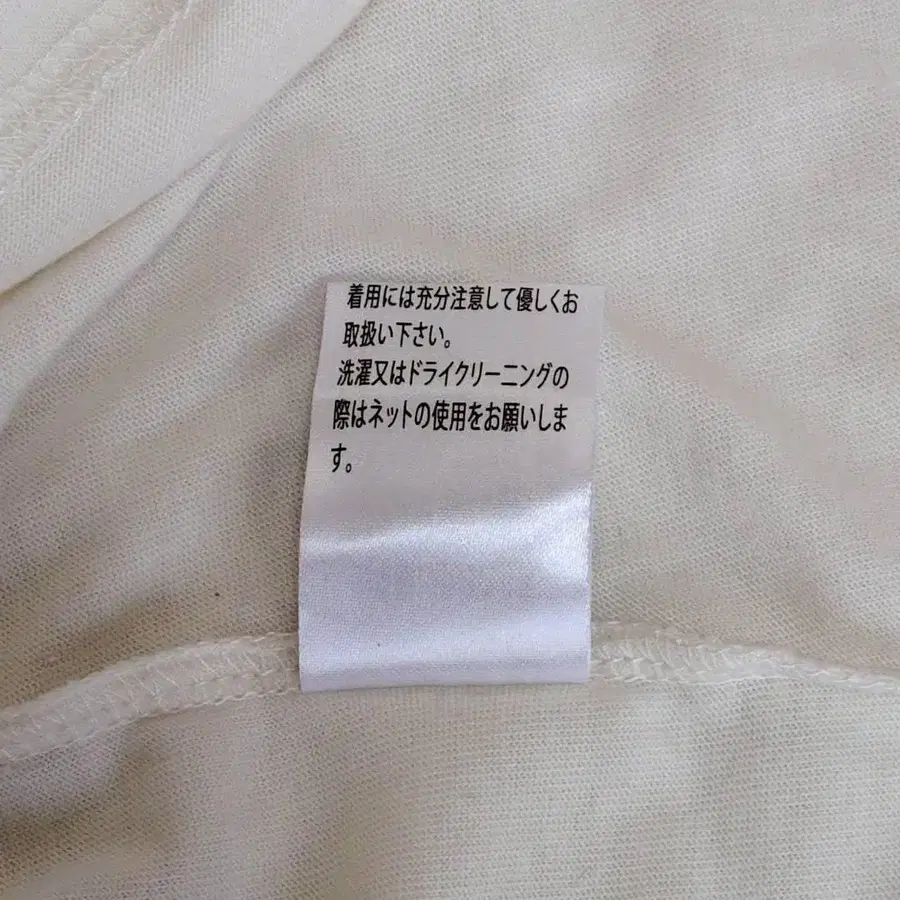 着用には充分注意して優しくお
取扱い下さい。
洗濯又はドライクリーニングの
際はネットの使用をお願いしま
す。